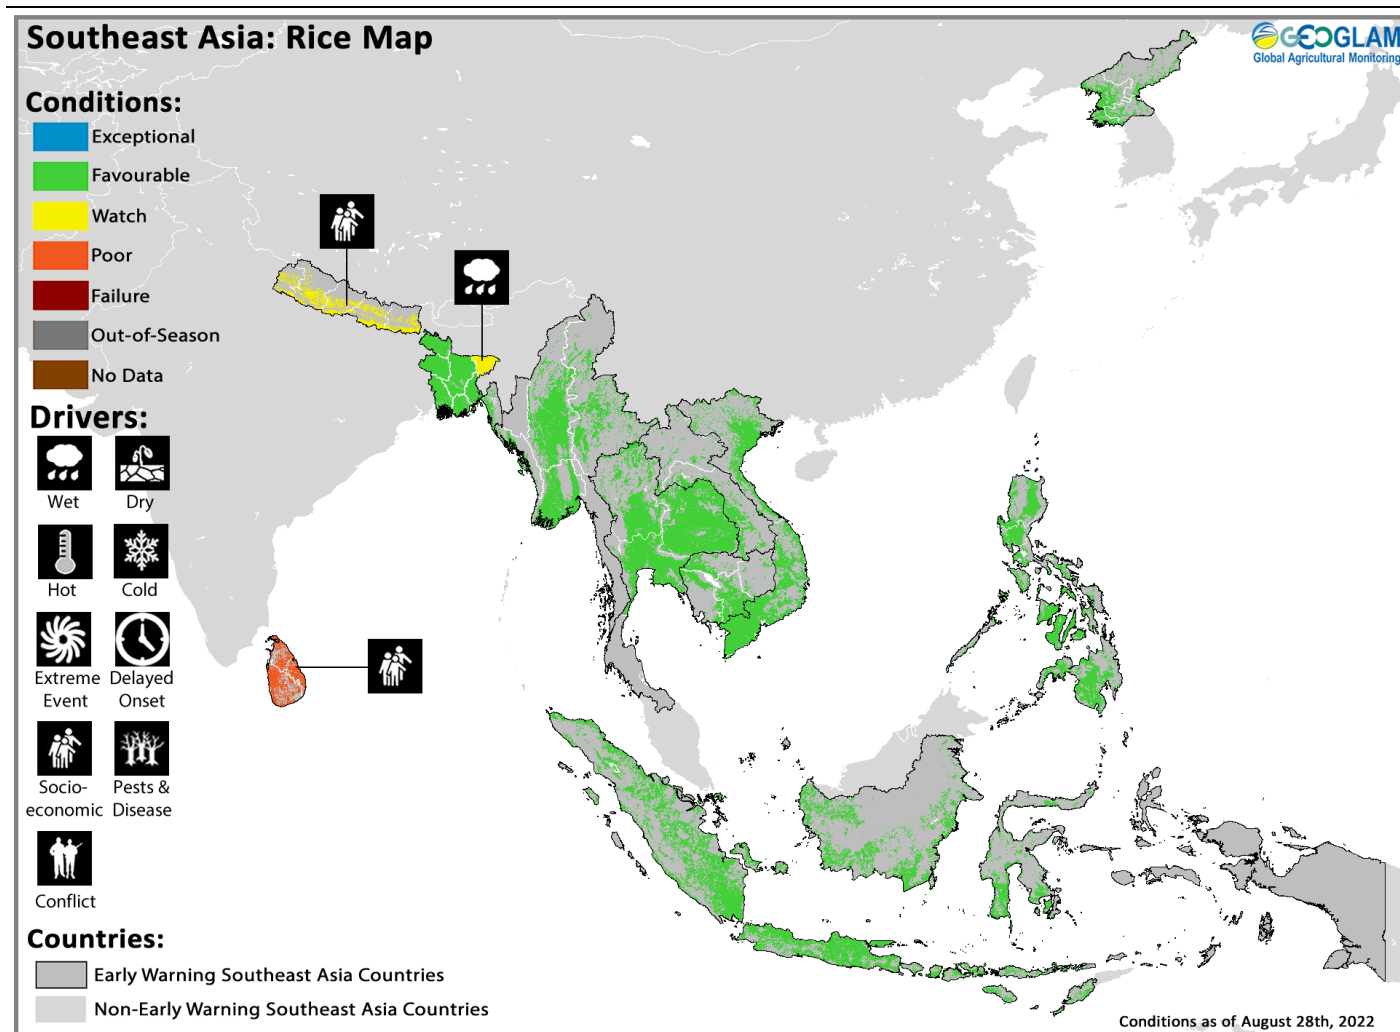 Southeast Asia: Rice Map
GEOGLAM
Global Agricultural Monitoring
Conditions:
Exceptional
Favourable
Watch
Poor
Failure
Out-of-Season
No Data
Drivers:
Wet
Dry
Hot
Cold
Extreme
Event
Delayed
Onset
Socio-
economic
Pests &
Disease
Conflict
Countries:
Early Warning Southeast Asia Countries
Non-Early Warning Southeast Asia Countries
Conditions as of August 28th, 2022